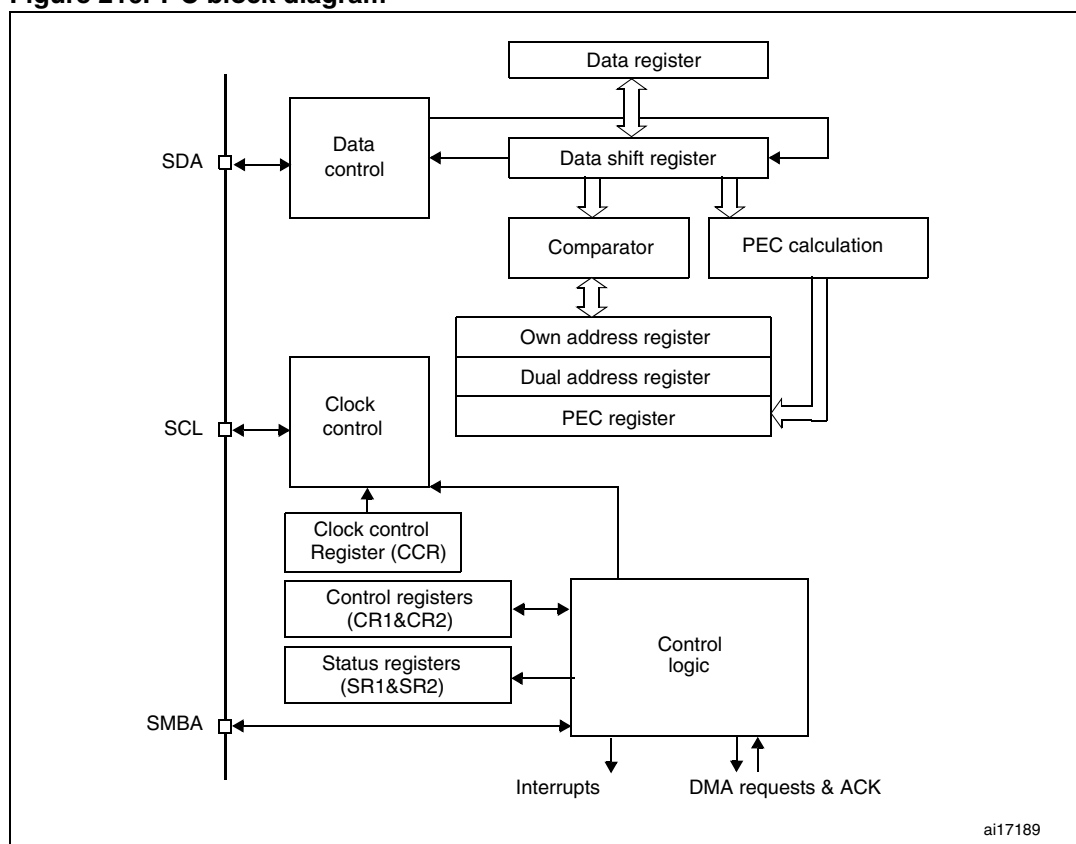 Data register
Data
control
Data shift register
SDA
Comparator
PEC calculation
Own address register
Dual address register
PEC register
Clock
control
SCL
Clock control
Register (CCR)
Control registers
(CR1&CR2)
Control
logic
Status registers
(SR1&SR2)
SMBA
Interrupts
DMA requests & ACK
ai17189